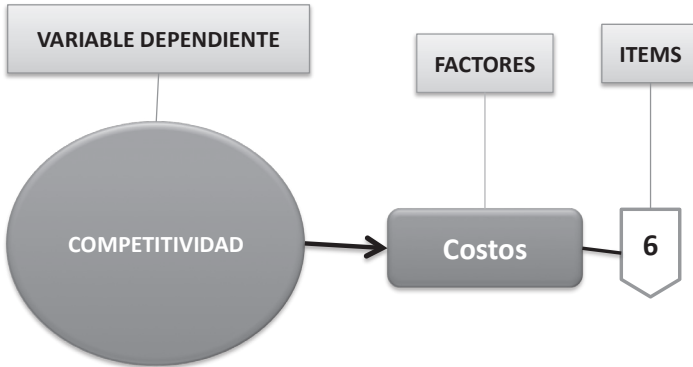 VARIABLE DEPENDIENTE
FACTORES
ITEMS
COMPETITIVIDAD
Costos
6